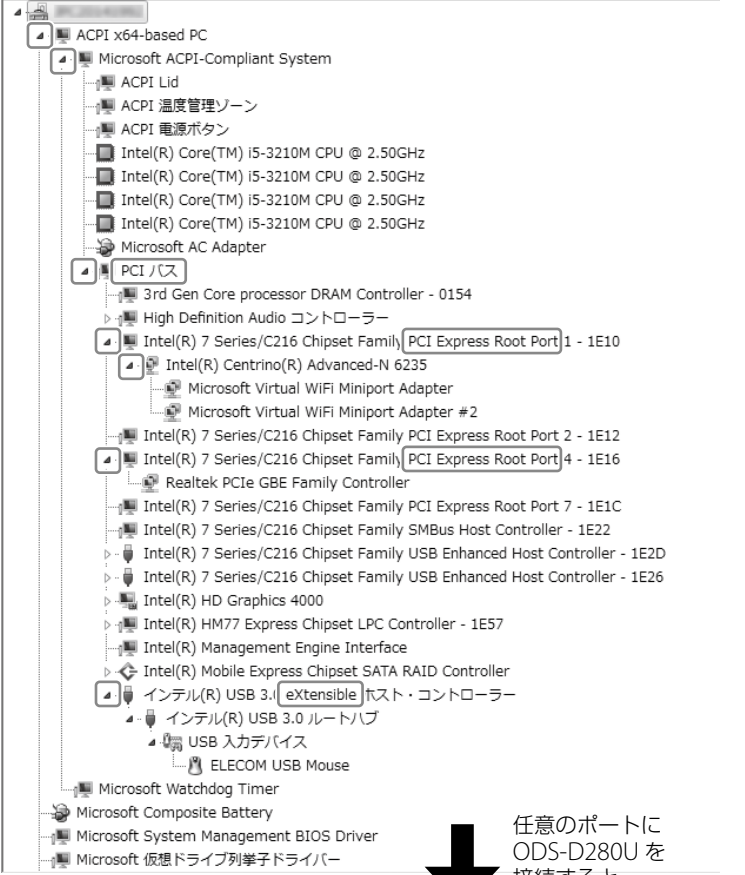 ACPI x64-based PC
Microsoft ACPI-Compliant System
ACPI Lid
ACPI 温度管理ゾーン
ACPI 電源ボタン
Intel(R) Core(TM) i5-3210M CPU @ 2.50GHz
Intel(R) Core(TM) i5-3210M CPU @ 2.50GHz
Intel(R) Core(TM) i5-3210M CPU @ 2.50GHz
Intel(R) Core(TM) i5-3210M CPU @ 2.50GHz
Microsoft AC Adapter
PCI バス
3rd Gen Core processor DRAM Controller - 0154
High Definition Audio コントローラー
Intel(R) 7 Series/C216 Chipset Family PCI Express Root Port 1 - 1E10
Intel(R) Centrino(R) Advanced-N 6235
Microsoft Virtual WiFi Miniport Adapter
Microsoft Virtual WiFi Miniport Adapter #2
Intel(R) 7 Series/C216 Chipset Family PCI Express Root Port 2 - 1E12
Intel(R) 7 Series/C216 Chipset Family PCI Express Root Port 4 - 1E16
Realtek PCIe GBE Family Controller
Intel(R) 7 Series/C216 Chipset Family PCI Express Root Port 7 - 1E1C
Intel(R) 7 Series/C216 Chipset Family SMBus Host Controller - 1E22
Intel(R) 7 Series/C216 Chipset Family USB Enhanced Host Controller - 1E2D
Intel(R) 7 Series/C216 Chipset Family USB Enhanced Host Controller - 1E26
Intel(R) HD Graphics 4000
Intel(R) HM77 Express Chipset LPC Controller - 1E57
Intel(R) Management Engine Interface
Intel(R) Mobile Express Chipset SATA RAID Controller
インテル(R) USB 3.0 eXtensible ホスト・コントローラー
インテル(R) USB 3.0 ルートハブ
USB 入力デバイス
ELECOM USB Mouse
Microsoft Watchdog Timer
Microsoft Composite Battery
Microsoft System Management BIOS Driver
Microsoft 仮想ドライブ列挙子ドライバー
任意のポートに
ODS-D280U を
接続すると